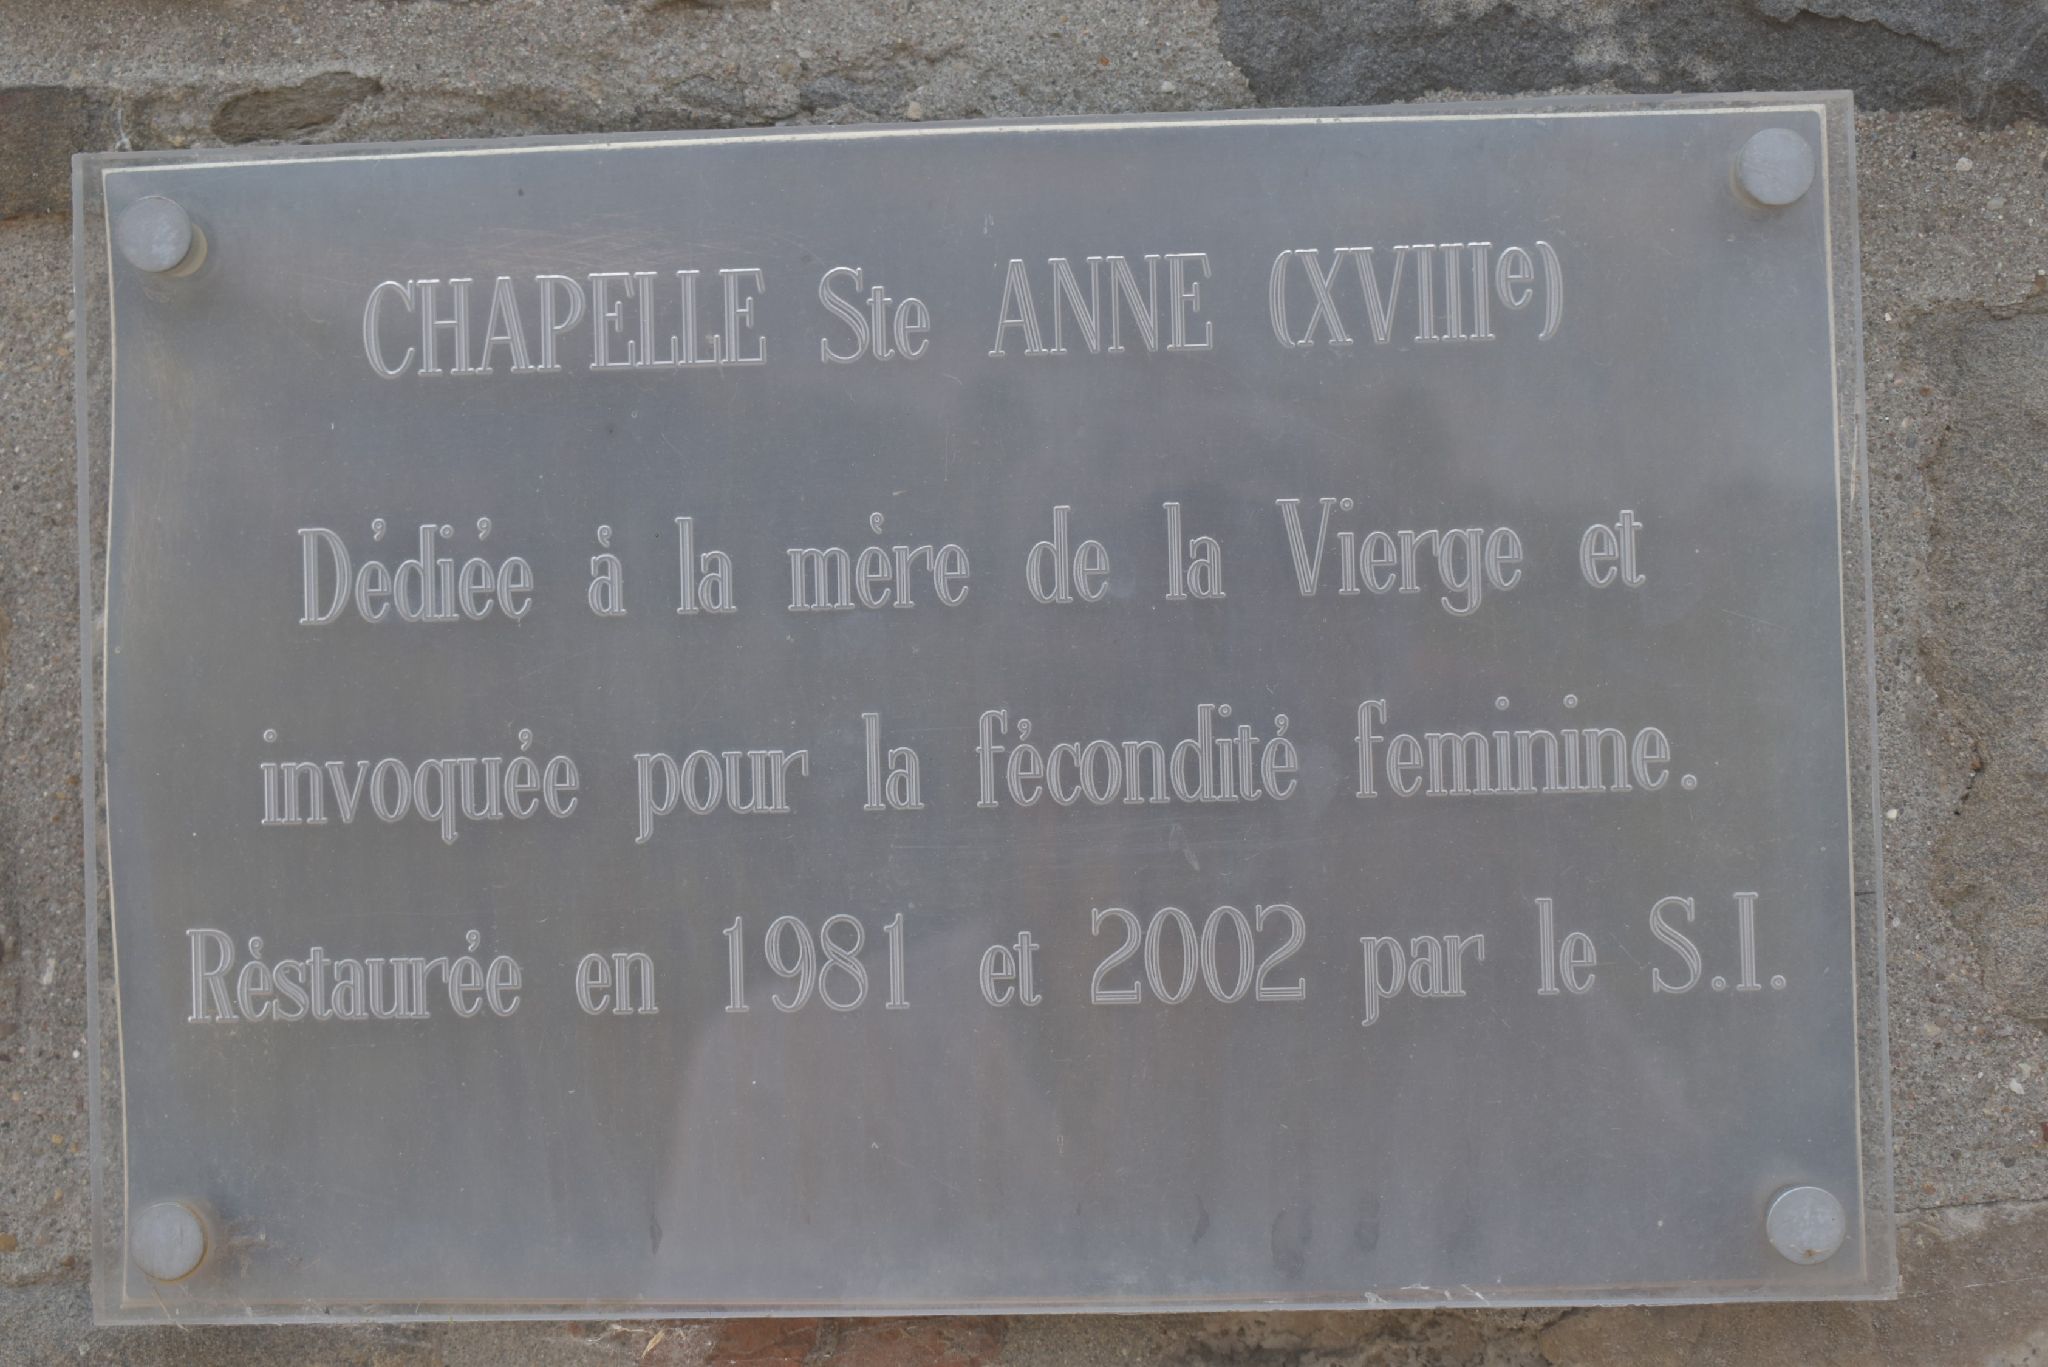 CHAPELLE Ste ANNE (XVIIIe)
Dédiée à la mère de la Vierge et
invoquée pour la fécondité feminine.
Réstaurée en 1981 et 2002 par le S.I.